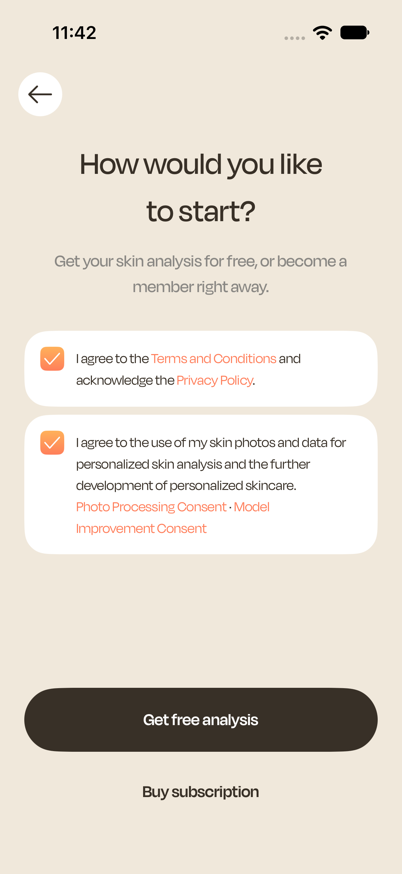 11:42
How would you like
to start?
Get your skin analysis for free, or become a
member right away.
I agree to the Terms and Conditions and
acknowledge the Privacy Policy.
I agree to the use of my skin photos and data for
personalized skin analysis and the further
development of personalized skincare.
Photo Processing Consent · Model
Improvement Consent
Get free analysis
Buy subscription